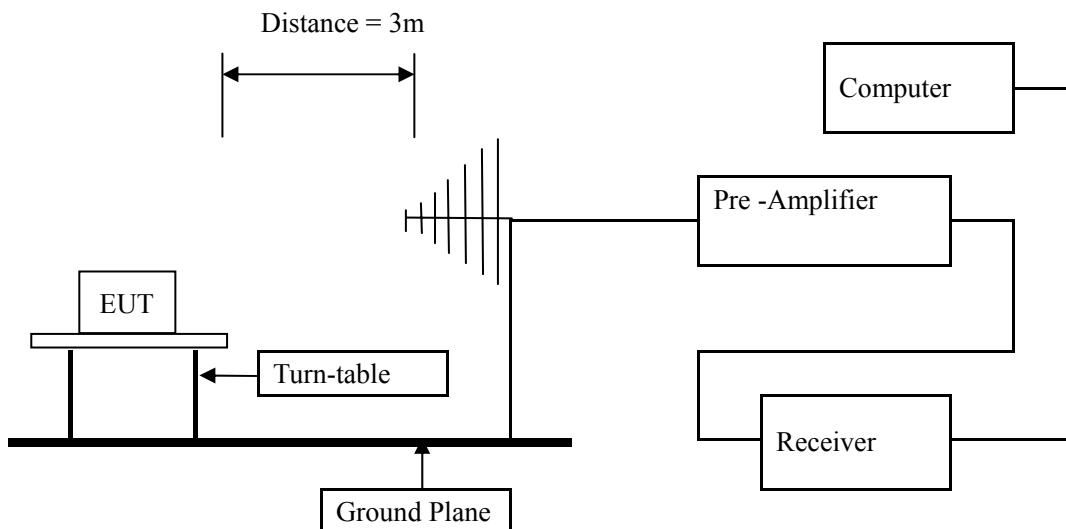 Distance = 3m
Computer
Pre -Amplifier
EUT
Turn-table
Receiver
Ground Plane